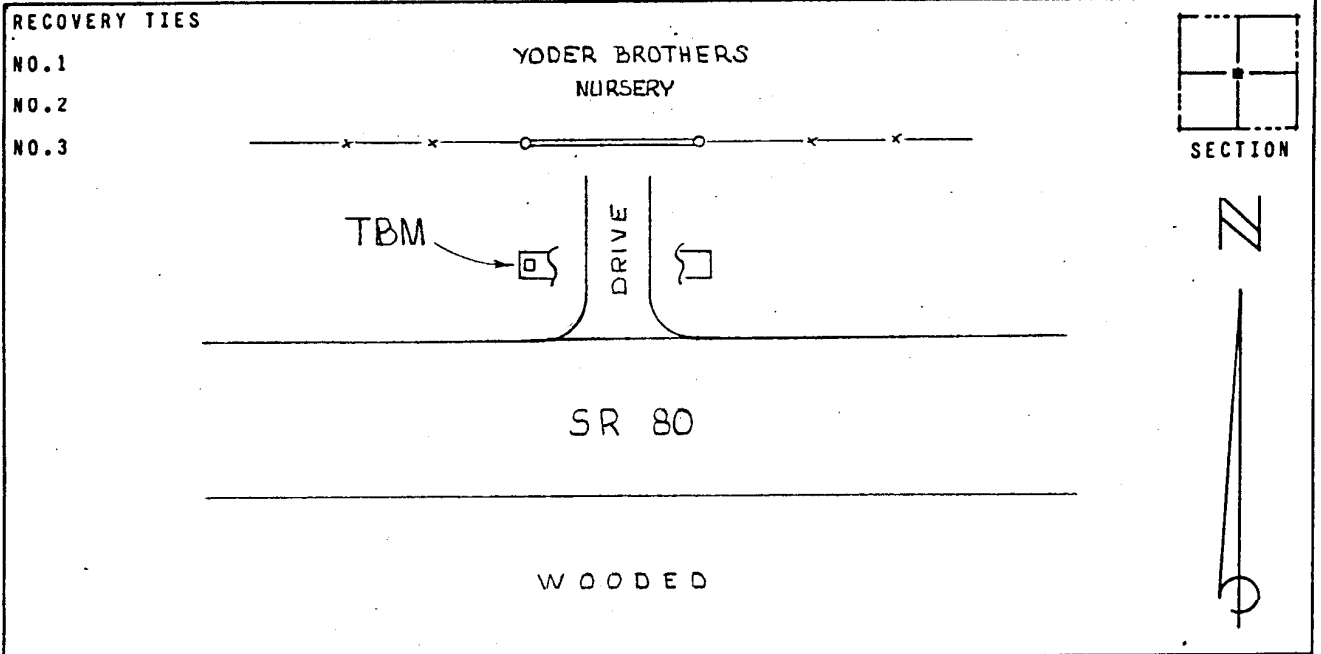 RECOVERY TIES
NO.1
NO.2
NO.3
YODER BROTHERS
NURSERY
SECTION
N
TBM
DRIVE
SR 80
WOODED